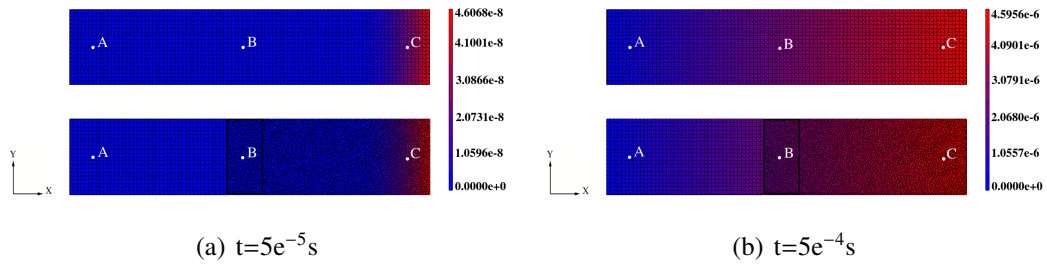 A B C
4.6068e-8
4.1001e-8
3.0866e-8
2.0731e-8
1.0596e-8
0.0000e+0
Y
X
A B C
(a) t=5e⁻⁵s
A B C
4.5956e-6
4.0901e-6
3.0791e-6
2.0680e-6
1.0557e-6
0.0000e+0
Y
X
A B C
(b) t=5e⁻⁴s